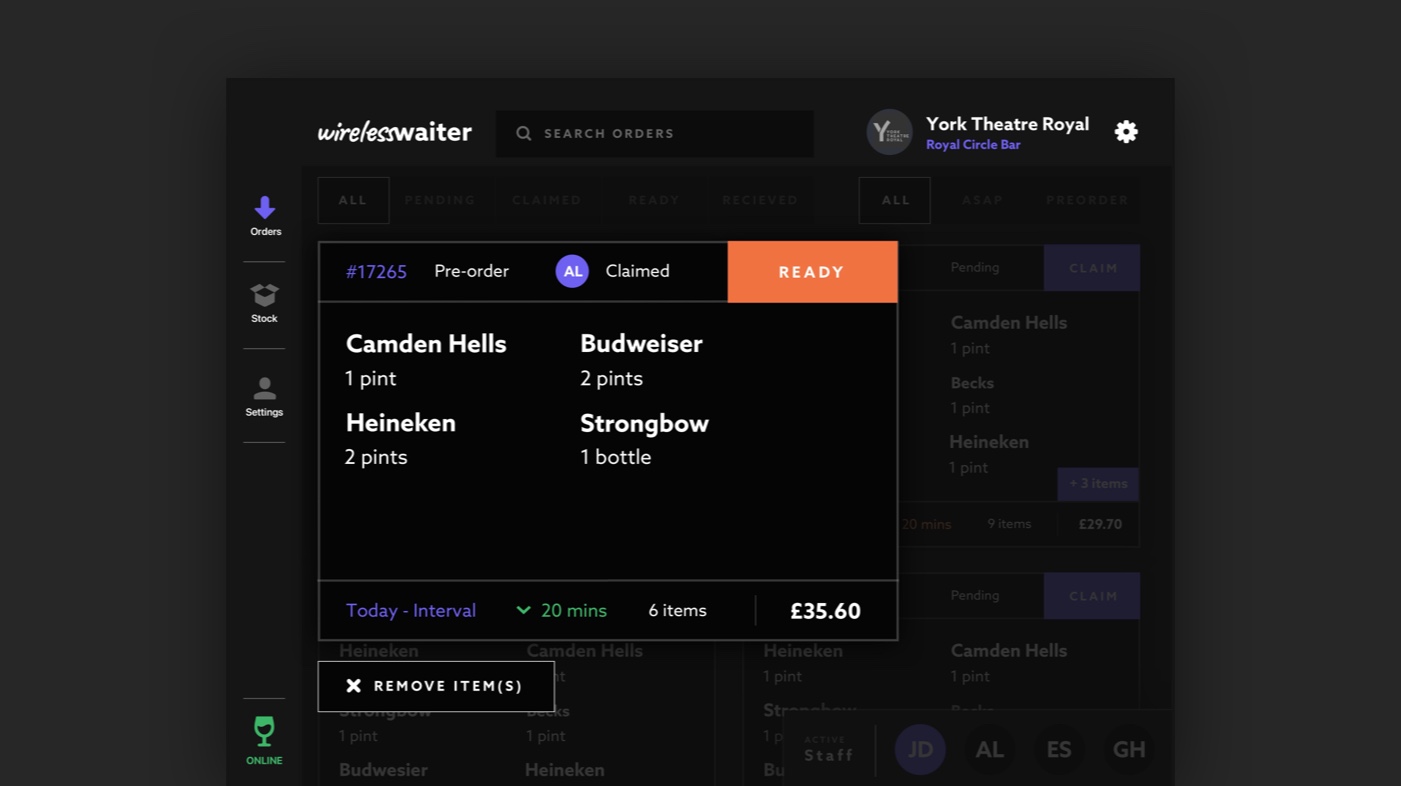 wirelesswaiter
SEARCH ORDERS
YORK THEATRE ROYAL
York Theatre Royal
Royal Circle Bar
ALL PENDING CLAIMED READY RECIEVED
ALL ASAP PREORDER
Orders
Stock
Settings
ONLINE
#17265 Pre-order AL Claimed READY
Camden Hells Budweiser
1 pint 2 pints
Heineken Strongbow
2 pints 1 bottle
Today - Interval 20 mins 6 items £35.60
REMOVE ITEM(S)
Pending CLAIM
Camden Hells
1 pint
Becks
1 pint
Heineken
1 pint
+ 3 items
20 mins 9 items £29.70
Pending CLAIM
Heineken Camden Hells
Strongbow Becks
1 pint 1 pint
Budwesier Heineken
Heineken Camden Hells
1 pint 1 pint
Strongbow Becks
ACTIVE
Staff
JD AL ES GH